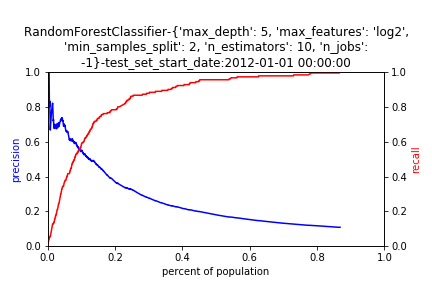 RandomForestClassifier-{'max_depth': 5, 'max_features': 'log2',
'min_samples_split': 2, 'n_estimators': 10, 'n_jobs':
-1}-test_set_start_date:2012-01-01 00:00:00
1.0
0.8
0.6
0.4
0.2
0.0
precision
1.0
0.8
0.6
0.4
0.2
0.0
recall
0.0 0.2 0.4 0.6 0.8 1.0
percent of population